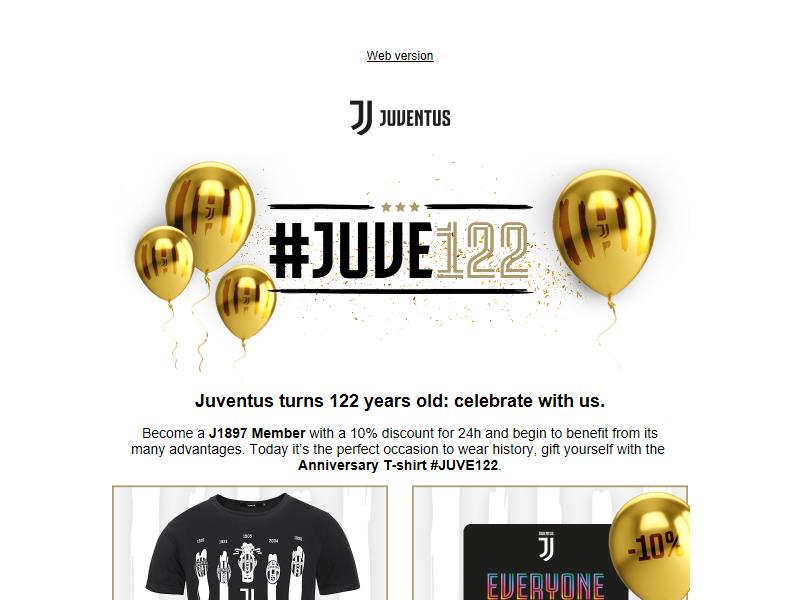 Web version
JUVENTUS
#JUVE122
Juventus turns 122 years old: celebrate with us.
Become a J1897 Member with a 10% discount for 24h and begin to benefit from its
many advantages. Today it’s the perfect occasion to wear history, gift yourself with the
Anniversary T-shirt #JUVE122.
-10%
EVERYONE